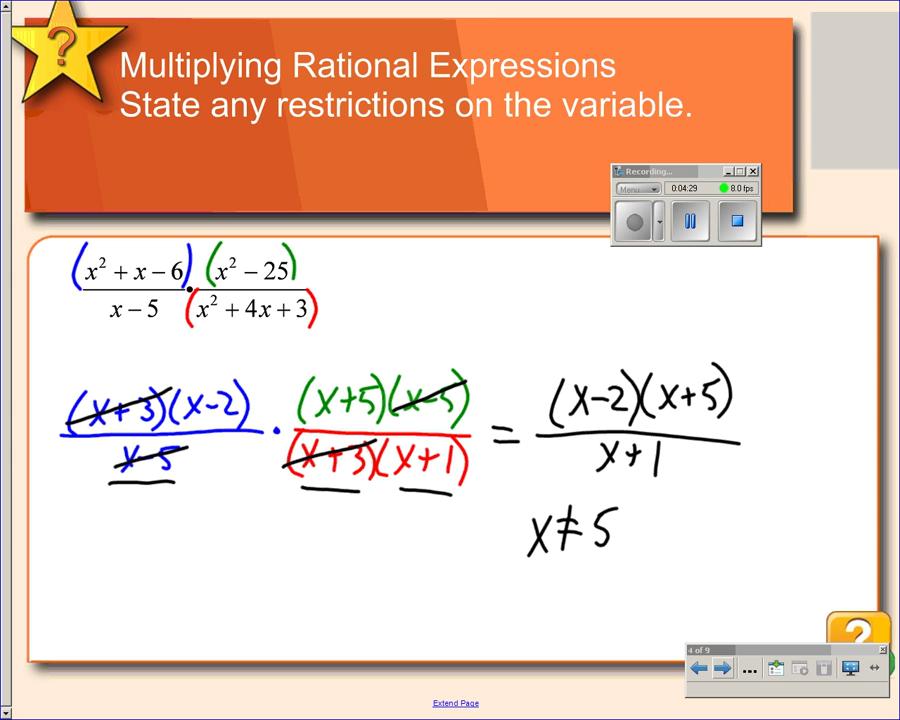 ?
Multiplying Rational Expressions
State any restrictions on the variable.
Recording...
Menu
0:04:29
8.0 fps
(x² + x − 6) (x² − 25)
x − 5 • (x² + 4x + 3)
(x+3)(x−2) • (x+5)(x−5) = (x−2)(x+5)
x−5 (x+3)(x+1) x+1
x≠5
?
4 of 9
...
Extend Page